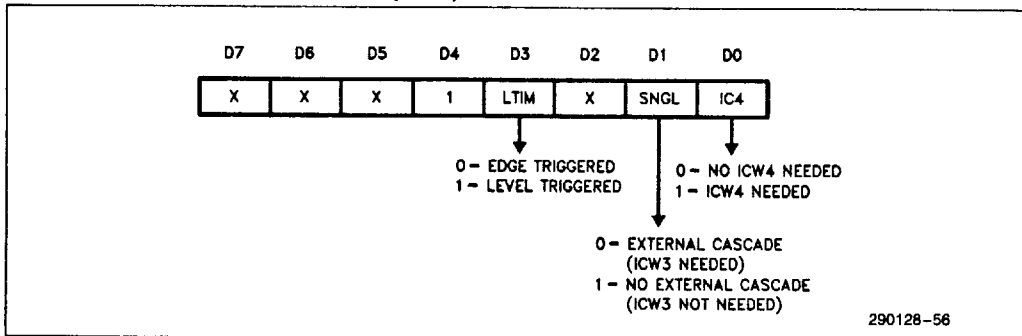 D7 D6 D5 D4 D3 D2 D1 D0
X X X 1 LTIM X SNGL IC4
0 – EDGE TRIGGERED
1 – LEVEL TRIGGERED
0 – NO ICW4 NEEDED
1 – ICW4 NEEDED
0 – EXTERNAL CASCADE
(ICW3 NEEDED)
1 – NO EXTERNAL CASCADE
(ICW3 NOT NEEDED)
290128–56